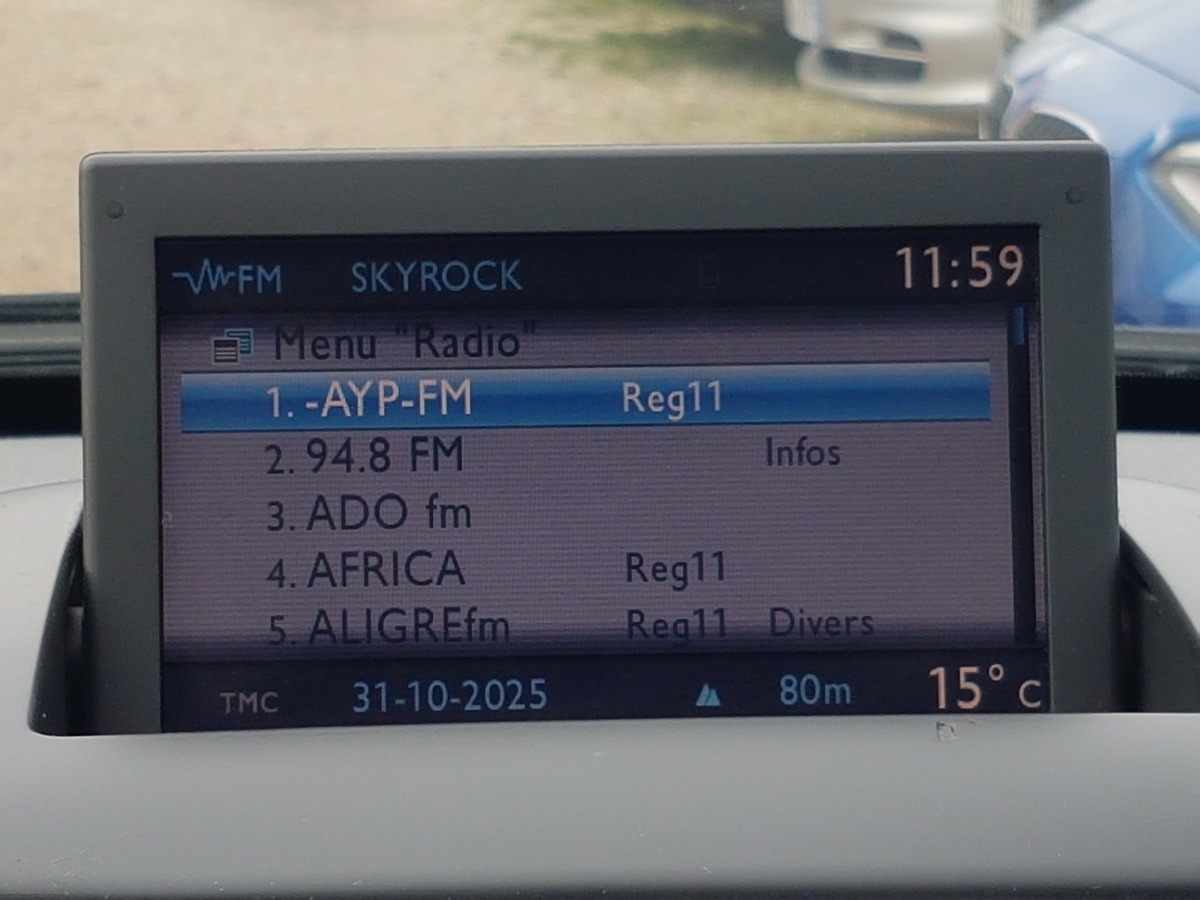 FM SKYROCK 11:59
Menu "Radio"
1. -AYP-FM Reg11
2. 94.8 FM Infos
3. ADO fm
4. AFRICA Reg11
5. ALIGREfm Reg11 Divers
TMC 31-10-2025 80m 15° C